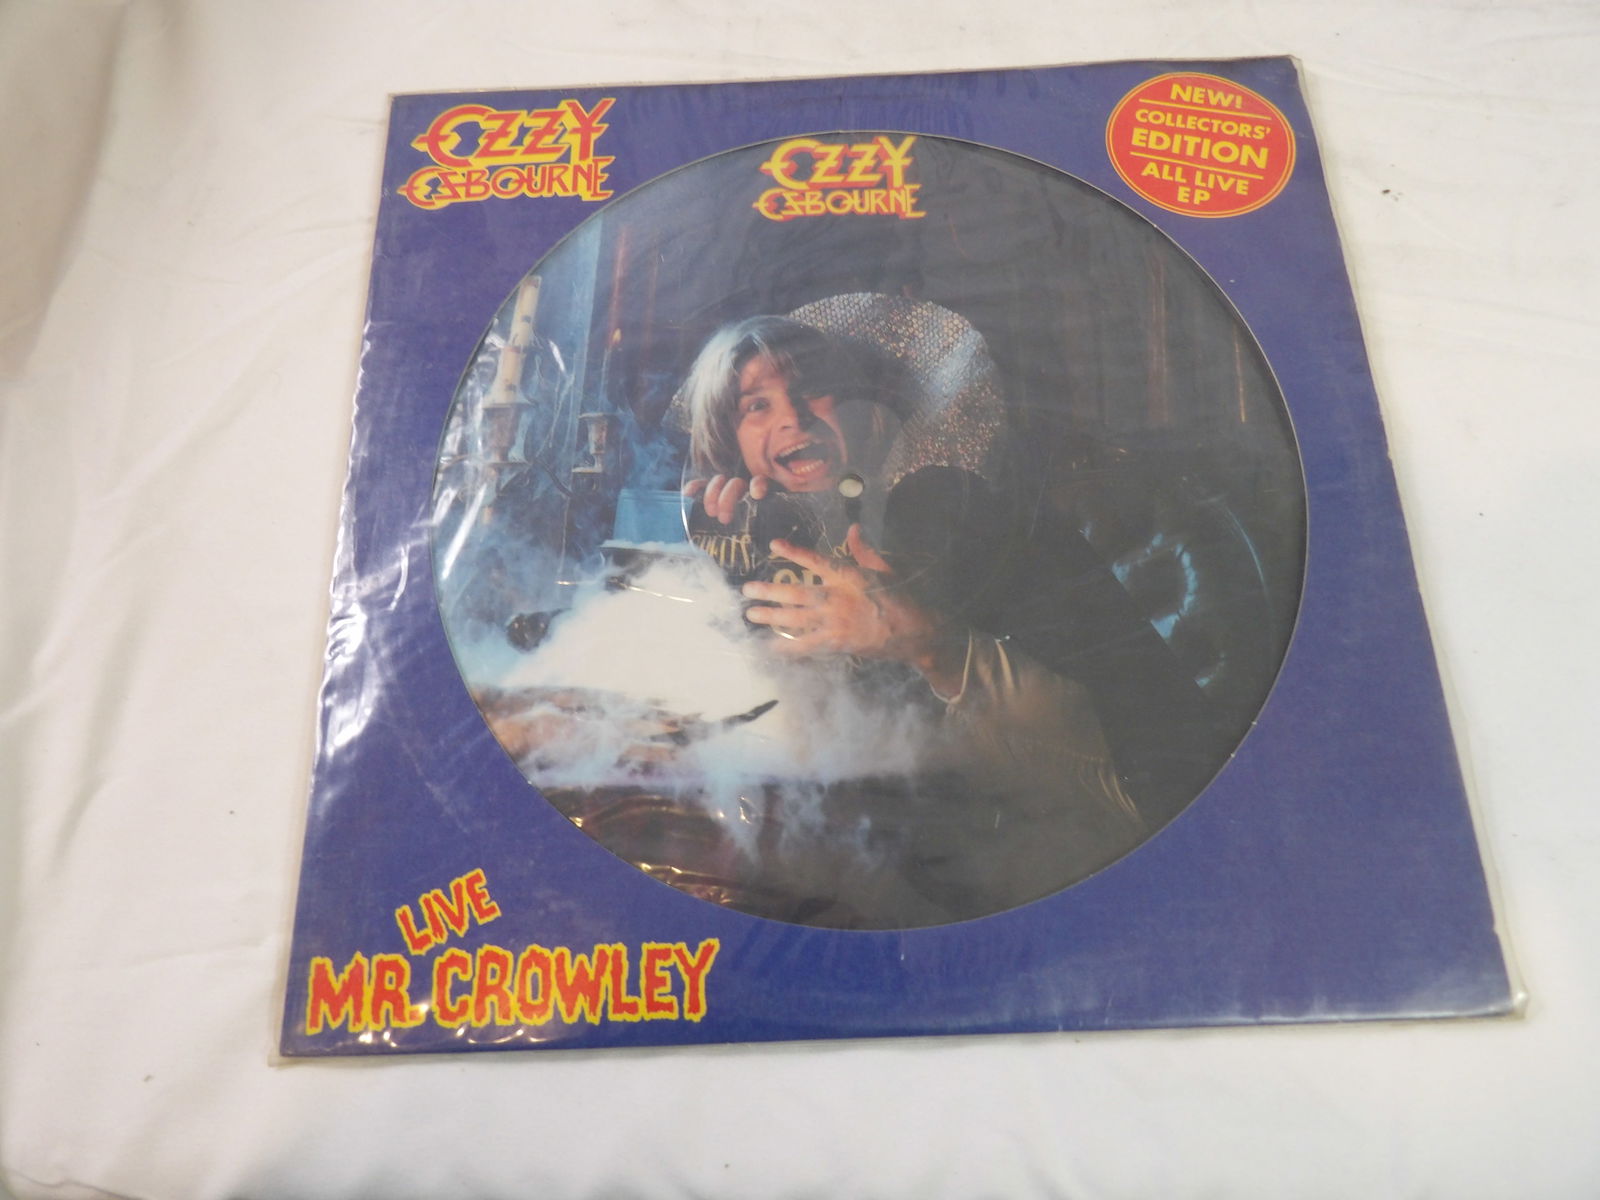 OZZY
OSBOURNE
NEW!
COLLECTORS'
EDITION
ALL LIVE
EP
OZZY
OSBOURNE
LIVE
MR. CROWLEY